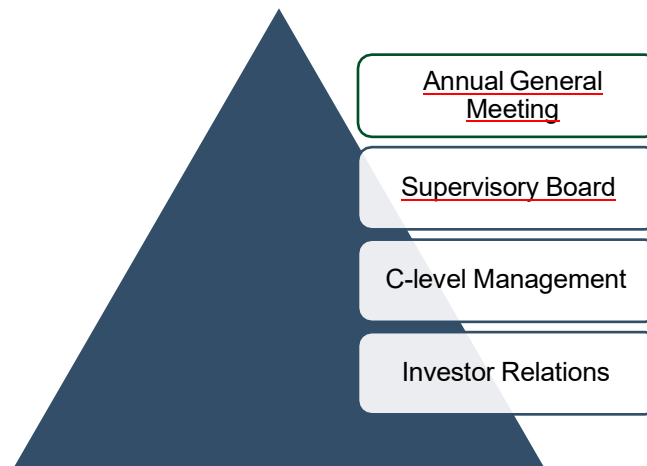 Annual General
Meeting
Supervisory Board
C-level Management
Investor Relations